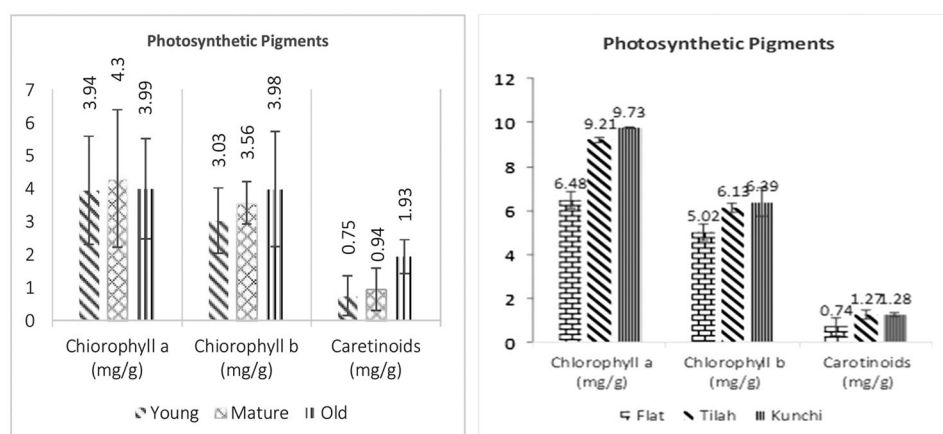 Photosynthetic Pigments
7
6
5
4
3
2
1
0
3.94
4.3
3.99
3.03
3.56
3.98
0.75
0.94
1.93
Chiorophyll a
(mg/g)
Chlorophyll b
(mg/g)
Caretinoids
(mg/g)
Young
Mature
Old
Photosynthetic Pigments
12
10
8
6
4
2
0
6.48
9.21
9.73
5.02
6.13
6.39
0.74
1.27
1.28
Chlorophyll a
(mg/g)
Chlorophyll b
(mg/g)
Carotinoids
(mg/g)
Flat
Tilah
Kunchi